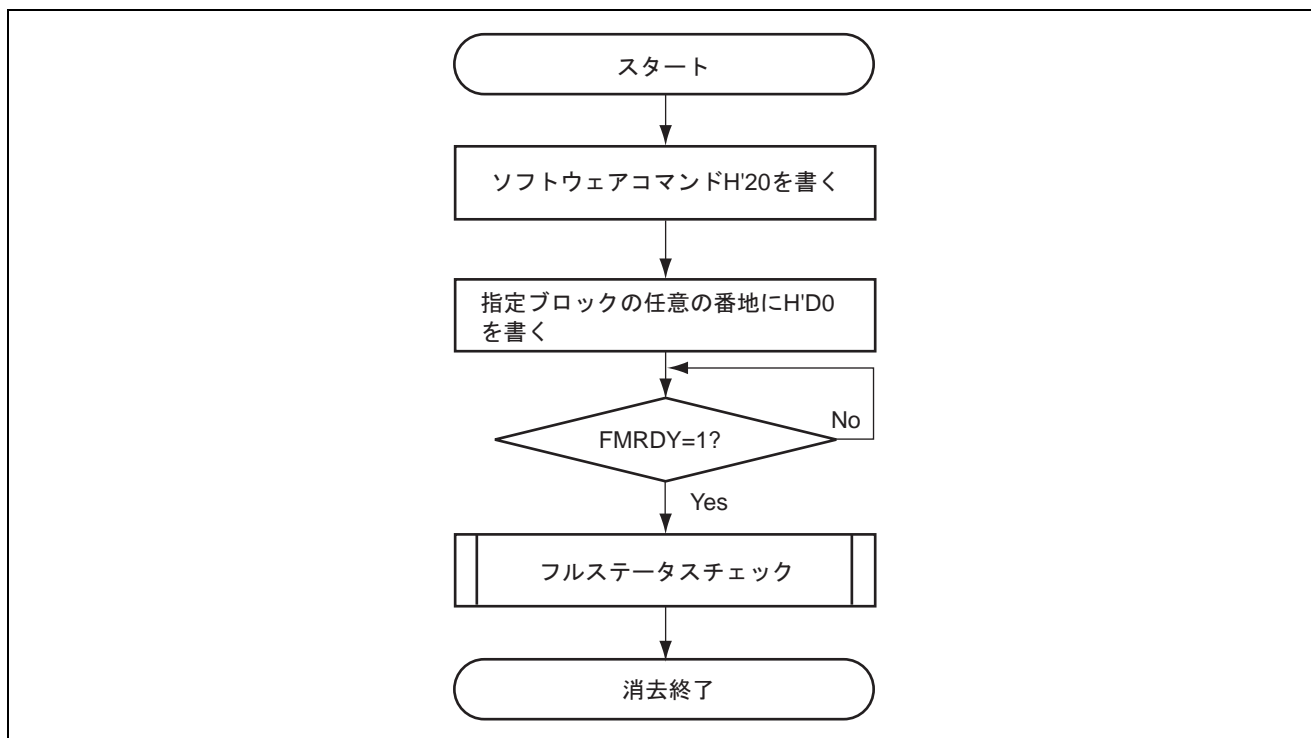 スタート
ソフトウェアコマンドH'20を書く
指定ブロックの任意の番地にH'D0
を書く
No
FMRDY=1?
Yes
フルステータスチェック
消去終了